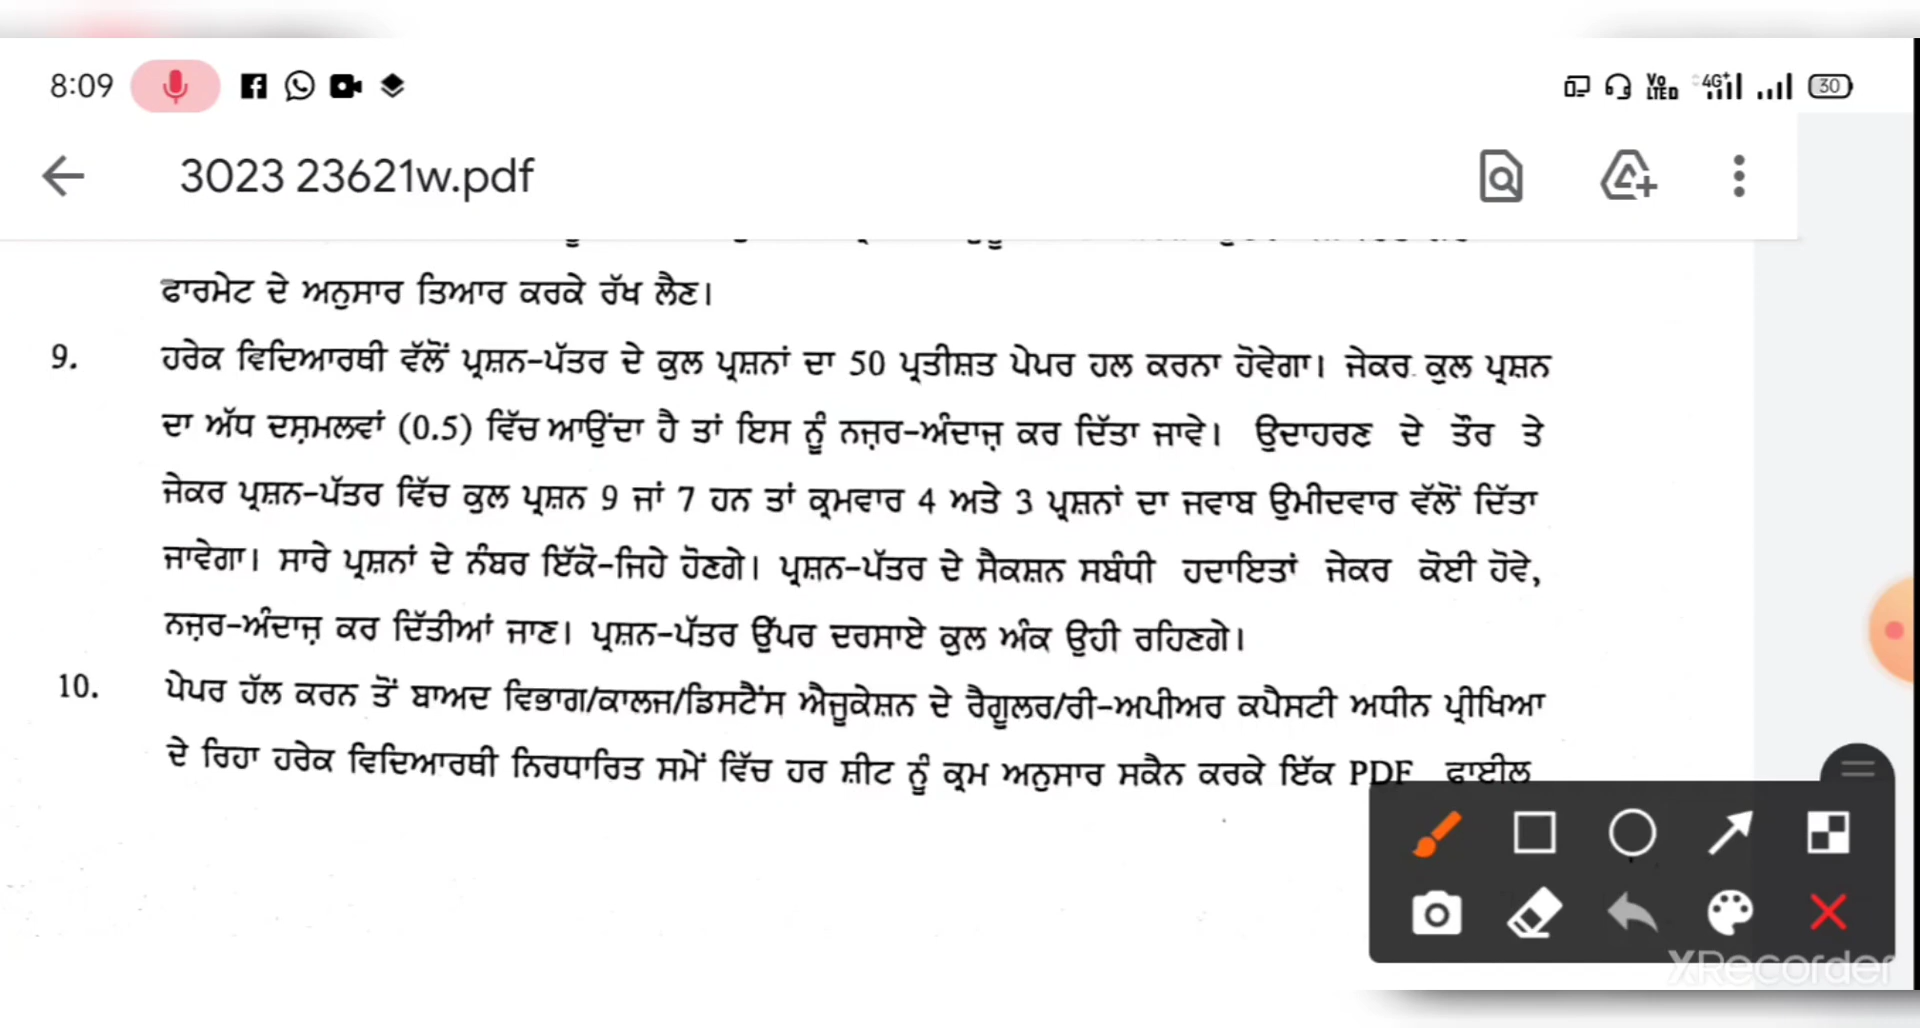 8:09
Vo LTED 4G+ 30
3023 23621w.pdf
ਫਾਰਮੇਟ ਦੇ ਅਨੁਸਾਰ ਤਿਆਰ ਕਰਕੇ ਰੱਖ ਲੈਣ।
9. ਹਰੇਕ ਵਿਦਿਆਰਥੀ ਵੱਲੋਂ ਪ੍ਰਸ਼ਨ-ਪੱਤਰ ਦੇ ਕੁਲ ਪ੍ਰਸ਼ਨਾਂ ਦਾ 50 ਪ੍ਰਤੀਸ਼ਤ ਪੇਪਰ ਹਲ ਕਰਨਾ ਹੋਵੇਗਾ। ਜੇਕਰ ਕੁਲ ਪ੍ਰਸ਼ਨ
ਦਾ ਅੱਧ ਦਸ਼ਮਲਵਾਂ (0.5) ਵਿੱਚ ਆਉਂਦਾ ਹੈ ਤਾਂ ਇਸ ਨੂੰ ਨਜ਼ਰ-ਅੰਦਾਜ਼ ਕਰ ਦਿੱਤਾ ਜਾਵੇ। ਉਦਾਹਰਣ ਦੇ ਤੌਰ ਤੇ
ਜੇਕਰ ਪ੍ਰਸ਼ਨ-ਪੱਤਰ ਵਿੱਚ ਕੁਲ ਪ੍ਰਸ਼ਨ 9 ਜਾਂ 7 ਹਨ ਤਾਂ ਕ੍ਰਮਵਾਰ 4 ਅਤੇ 3 ਪ੍ਰਸ਼ਨਾਂ ਦਾ ਜਵਾਬ ਉਮੀਦਵਾਰ ਵੱਲੋਂ ਦਿੱਤਾ
ਜਾਵੇਗਾ। ਸਾਰੇ ਪ੍ਰਸ਼ਨਾਂ ਦੇ ਨੰਬਰ ਇੱਕੋ-ਜਿਹੇ ਹੋਣਗੇ। ਪ੍ਰਸ਼ਨ-ਪੱਤਰ ਦੇ ਸੈਕਸ਼ਨ ਸਬੰਧੀ ਹਦਾਇਤਾਂ ਜੇਕਰ ਕੋਈ ਹੋਵੇ,
ਨਜ਼ਰ-ਅੰਦਾਜ਼ ਕਰ ਦਿੱਤੀਆਂ ਜਾਣ। ਪ੍ਰਸ਼ਨ-ਪੱਤਰ ਉੱਪਰ ਦਰਸਾਏ ਕੁਲ ਅੰਕ ਉਹੀ ਰਹਿਣਗੇ।
10. ਪੇਪਰ ਹੱਲ ਕਰਨ ਤੋਂ ਬਾਅਦ ਵਿਭਾਗ/ਕਾਲਜ/ਡਿਸਟੈਂਸ ਐਜੂਕੇਸ਼ਨ ਦੇ ਰੈਗੂਲਰ/ਰੀ-ਅਪੀਅਰ ਕਪੈਸਟੀ ਅਧੀਨ ਪ੍ਰੀਖਿਆ
ਦੇ ਰਿਹਾ ਹਰੇਕ ਵਿਦਿਆਰਥੀ ਨਿਰਧਾਰਿਤ ਸਮੇਂ ਵਿੱਚ ਹਰ ਸ਼ੀਟ ਨੂੰ ਕ੍ਰਮ ਅਨੁਸਾਰ ਸਕੈਨ ਕਰਕੇ ਇੱਕ PDF ਫਾਈਲ
XRecorder